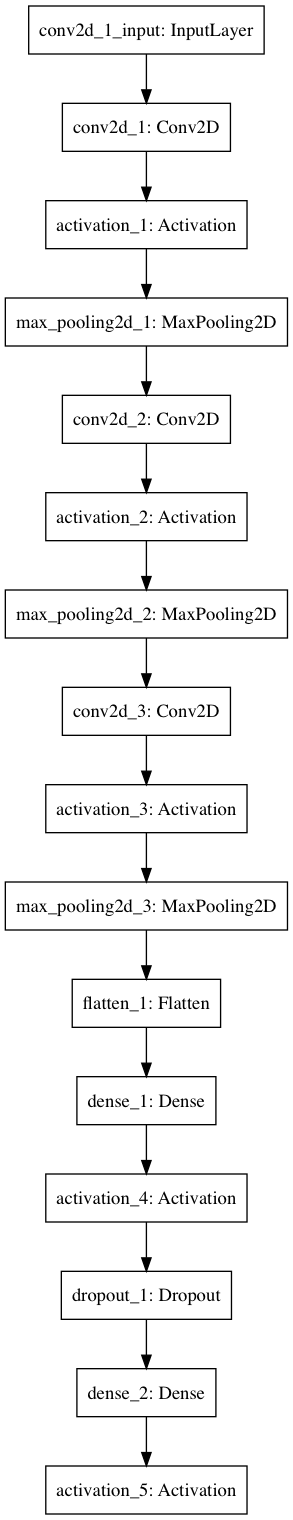 conv2d_1_input: InputLayer
conv2d_1: Conv2D
activation_1: Activation
max_pooling2d_1: MaxPooling2D
conv2d_2: Conv2D
activation_2: Activation
max_pooling2d_2: MaxPooling2D
conv2d_3: Conv2D
activation_3: Activation
max_pooling2d_3: MaxPooling2D
flatten_1: Flatten
dense_1: Dense
activation_4: Activation
dropout_1: Dropout
dense_2: Dense
activation_5: Activation